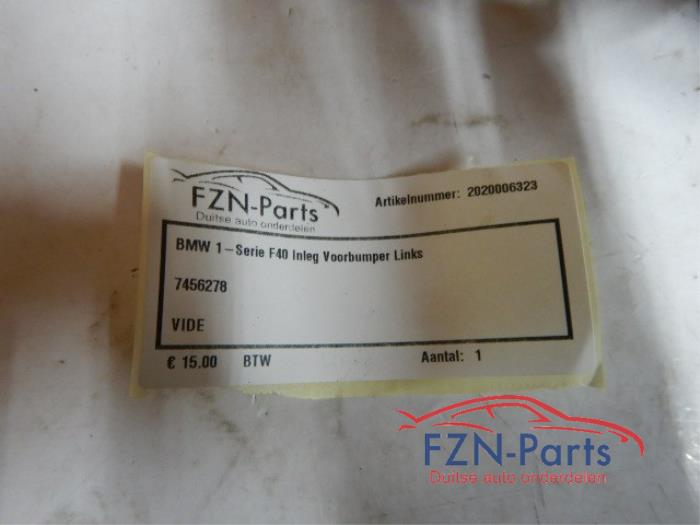 FZN-Parts
Duitse auto onderdelen
Artikelnummer: 2020006323
BMW 1-Serie F40 Inleg Voorbumper Links
7456278
VIDE
€ 15.00 BTW
Aantal: 1
FZN-Parts
Duitse auto onderdelen